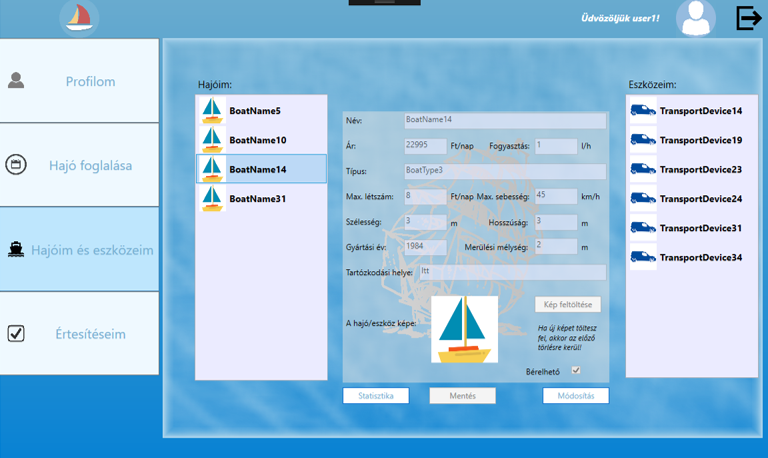 Üdvözöljük user1!
Profilom
Hajó foglalása
Hajóim és eszközeim
Értesítéseim
Hajóim:
BoatName5
BoatName10
BoatName14
BoatName31
Név: BoatName14
Ár: 22995 Ft/nap Fogyasztás: 1 l/h
Típus: BoatType3
Max. létszám: 8 Ft/nap Max. sebesség: 45 km/h
Szélesség: 3 m Hosszúság: 3 m
Gyártási év: 1984 Merülési mélység: 2 m
Tartózkodási helye: Itt
A hajó/eszköz képe:
Kép feltöltése
Ha új képet töltesz
fel, akkor az előző
törlésre kerül!
Bérelhető
Statisztika Mentés Módosítás
Eszközeim:
TransportDevice14
TransportDevice19
TransportDevice23
TransportDevice24
TransportDevice31
TransportDevice34